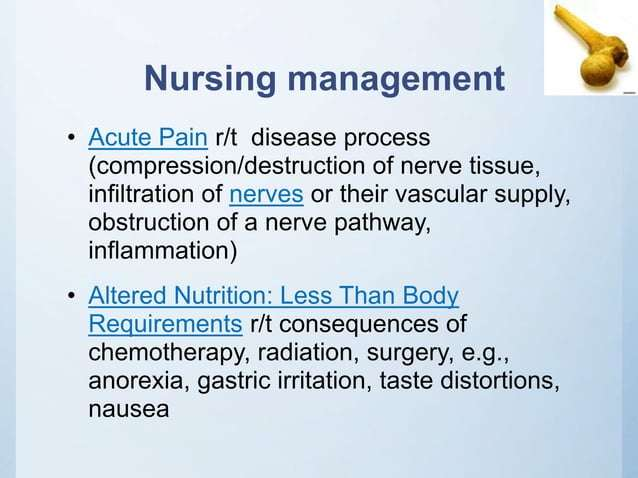 Nursing management
• Acute Pain r/t disease process
(compression/destruction of nerve tissue,
infiltration of nerves or their vascular supply,
obstruction of a nerve pathway,
inflammation)
• Altered Nutrition: Less Than Body
Requirements r/t consequences of
chemotherapy, radiation, surgery, e.g.,
anorexia, gastric irritation, taste distortions,
nausea